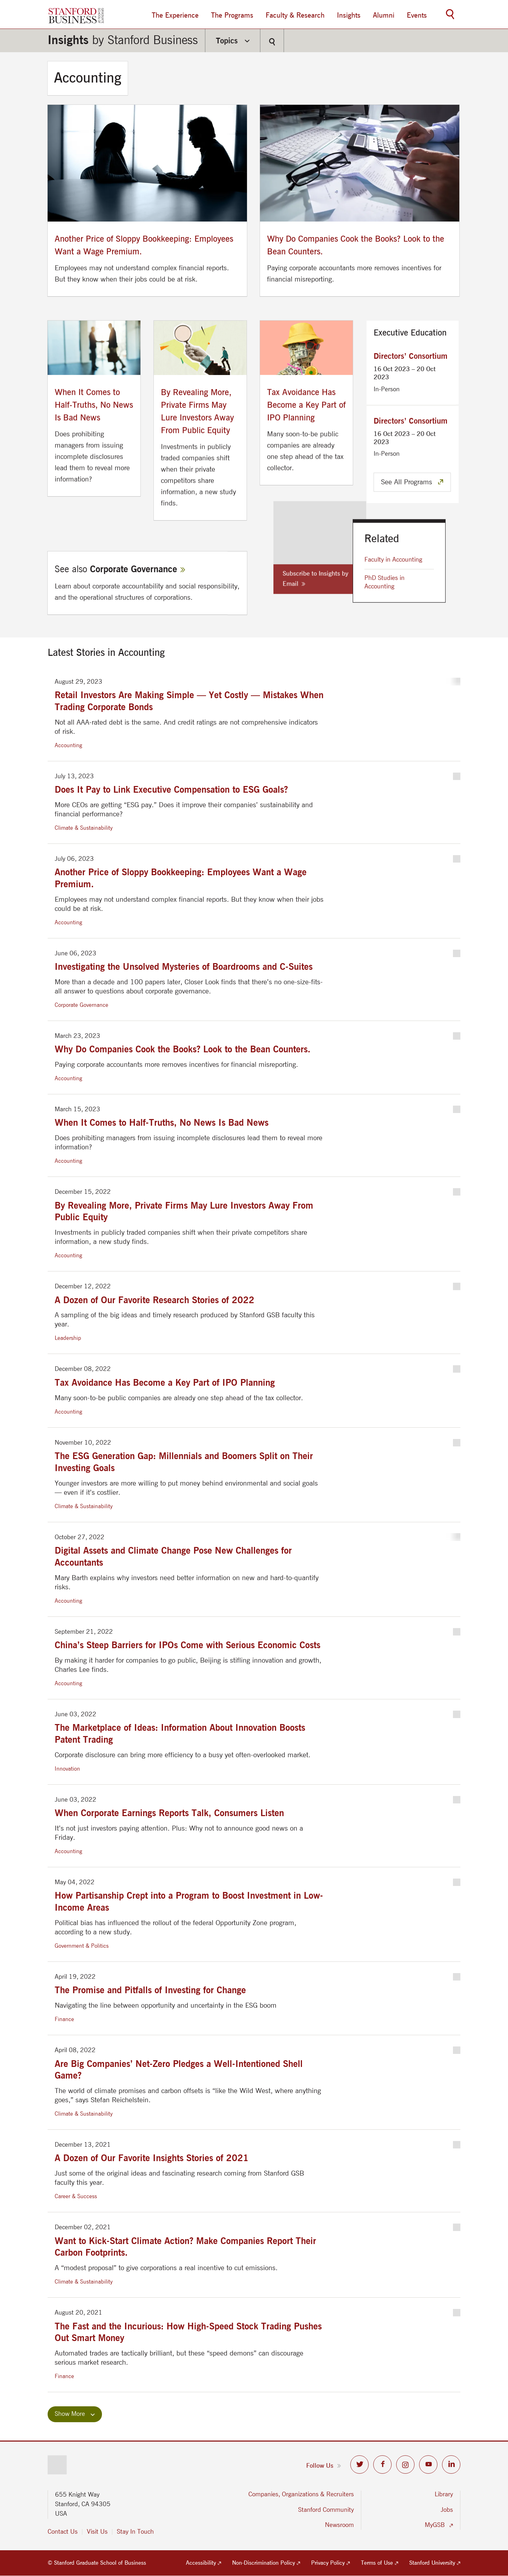 STANFORD
BUSINESS
The Experience
The Programs
Faculty & Research
Insights
Alumni
Events
Insights by Stanford Business
Topics
Accounting
Another Price of Sloppy Bookkeeping: Employees
Want a Wage Premium.
Employees may not understand complex financial reports.
But they know when their jobs could be at risk.
Why Do Companies Cook the Books? Look to the
Bean Counters.
Paying corporate accountants more removes incentives for
financial misreporting.
When It Comes to
Half-Truths, No News
Is Bad News
Does prohibiting
managers from issuing
incomplete disclosures
lead them to reveal more
information?
By Revealing More,
Private Firms May
Lure Investors Away
From Public Equity
Investments in publicly
traded companies shift
when their private
competitors share
information, a new study
finds.
Tax Avoidance Has
Become a Key Part of
IPO Planning
Many soon-to-be public
companies are already
one step ahead of the tax
collector.
Executive Education
Directors' Consortium
16 Oct 2023 – 20 Oct
2023
In-Person
Directors' Consortium
16 Oct 2023 – 20 Oct
2023
In-Person
See All Programs
See also Corporate Governance »
Learn about corporate accountability and social responsibility,
and the operational structures of corporations.
Subscribe to Insights by
Email »
Related
Faculty in Accounting
PhD Studies in
Accounting
Latest Stories in Accounting
August 29, 2023
Retail Investors Are Making Simple — Yet Costly — Mistakes When
Trading Corporate Bonds
Not all AAA-rated debt is the same. And credit ratings are not comprehensive indicators
of risk.
Accounting
July 13, 2023
Does It Pay to Link Executive Compensation to ESG Goals?
More CEOs are getting “ESG pay.” Does it improve their companies’ sustainability and
financial performance?
Climate & Sustainability
July 06, 2023
Another Price of Sloppy Bookkeeping: Employees Want a Wage
Premium.
Employees may not understand complex financial reports. But they know when their jobs
could be at risk.
Accounting
June 06, 2023
Investigating the Unsolved Mysteries of Boardrooms and C-Suites
More than a decade and 100 papers later, Closer Look finds that there’s no one-size-fits-
all answer to questions about corporate governance.
Corporate Governance
March 23, 2023
Why Do Companies Cook the Books? Look to the Bean Counters.
Paying corporate accountants more removes incentives for financial misreporting.
Accounting
March 15, 2023
When It Comes to Half-Truths, No News Is Bad News
Does prohibiting managers from issuing incomplete disclosures lead them to reveal more
information?
Accounting
December 15, 2022
By Revealing More, Private Firms May Lure Investors Away From
Public Equity
Investments in publicly traded companies shift when their private competitors share
information, a new study finds.
Accounting
December 12, 2022
A Dozen of Our Favorite Research Stories of 2022
A sampling of the big ideas and timely research produced by Stanford GSB faculty this
year.
Leadership
December 08, 2022
Tax Avoidance Has Become a Key Part of IPO Planning
Many soon-to-be public companies are already one step ahead of the tax collector.
Accounting
November 10, 2022
The ESG Generation Gap: Millennials and Boomers Split on Their
Investing Goals
Younger investors are more willing to put money behind environmental and social goals
— even if it’s costlier.
Climate & Sustainability
October 27, 2022
Digital Assets and Climate Change Pose New Challenges for
Accountants
Mary Barth explains why investors need better information on new and hard-to-quantify
risks.
Accounting
September 21, 2022
China’s Steep Barriers for IPOs Come with Serious Economic Costs
By making it harder for companies to go public, Beijing is stifling innovation and growth,
Charles Lee finds.
Accounting
June 03, 2022
The Marketplace of Ideas: Information About Innovation Boosts
Patent Trading
Corporate disclosure can bring more efficiency to a busy yet often-overlooked market.
Innovation
June 03, 2022
When Corporate Earnings Reports Talk, Consumers Listen
It’s not just investors paying attention. Plus: Why not to announce good news on a
Friday.
Accounting
May 04, 2022
How Partisanship Crept into a Program to Boost Investment in Low-
Income Areas
Political bias has influenced the rollout of the federal Opportunity Zone program,
according to a new study.
Government & Politics
April 19, 2022
The Promise and Pitfalls of Investing for Change
Navigating the line between opportunity and uncertainty in the ESG boom
Finance
April 08, 2022
Are Big Companies’ Net-Zero Pledges a Well-Intentioned Shell
Game?
The world of climate promises and carbon offsets is “like the Wild West, where anything
goes,” says Stefan Reichelstein.
Climate & Sustainability
December 13, 2021
A Dozen of Our Favorite Insights Stories of 2021
Just some of the original ideas and fascinating research coming from Stanford GSB
faculty this year.
Career & Success
December 02, 2021
Want to Kick-Start Climate Action? Make Companies Report Their
Carbon Footprints.
A “modest proposal” to give corporations a real incentive to cut emissions.
Climate & Sustainability
August 20, 2021
The Fast and the Incurious: How High-Speed Stock Trading Pushes
Out Smart Money
Automated trades are tactically brilliant, but these “speed demons” can discourage
serious market research.
Finance
Show More
Follow Us »
655 Knight Way
Stanford, CA 94305
USA
Contact Us
Visit Us
Stay In Touch
Companies, Organizations & Recruiters
Stanford Community
Newsroom
Library
Jobs
MyGSB
© Stanford Graduate School of Business
Accessibility
Non-Discrimination Policy
Privacy Policy
Terms of Use
Stanford University